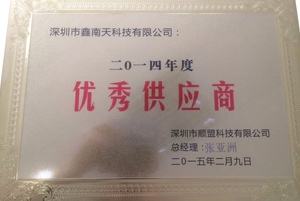 深圳市鑫南天科技有限公司：
二〇一四年度
优秀供应商
深圳市顺盟科技有限公司
总经理：张亚洲
二〇一五年二月九日